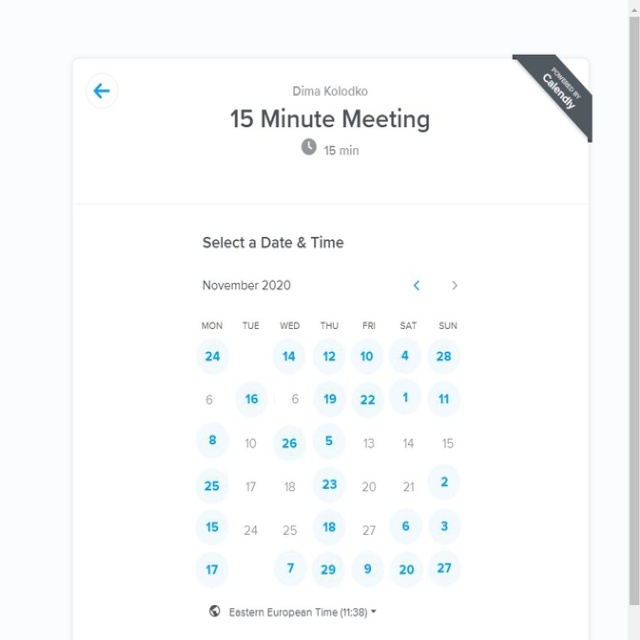 POWERED BY
Calendly
Dima Kolodko
15 Minute Meeting
15 min
Select a Date & Time
November 2020
MON TUE WED THU FRI SAT SUN
24 14 12 10 4 28
6 16 6 19 22 1 11
8 10 26 5 13 14 15
25 17 18 23 20 21 2
15 24 25 18 27 6 3
17 7 29 9 20 27
Eastern European Time (11:38)